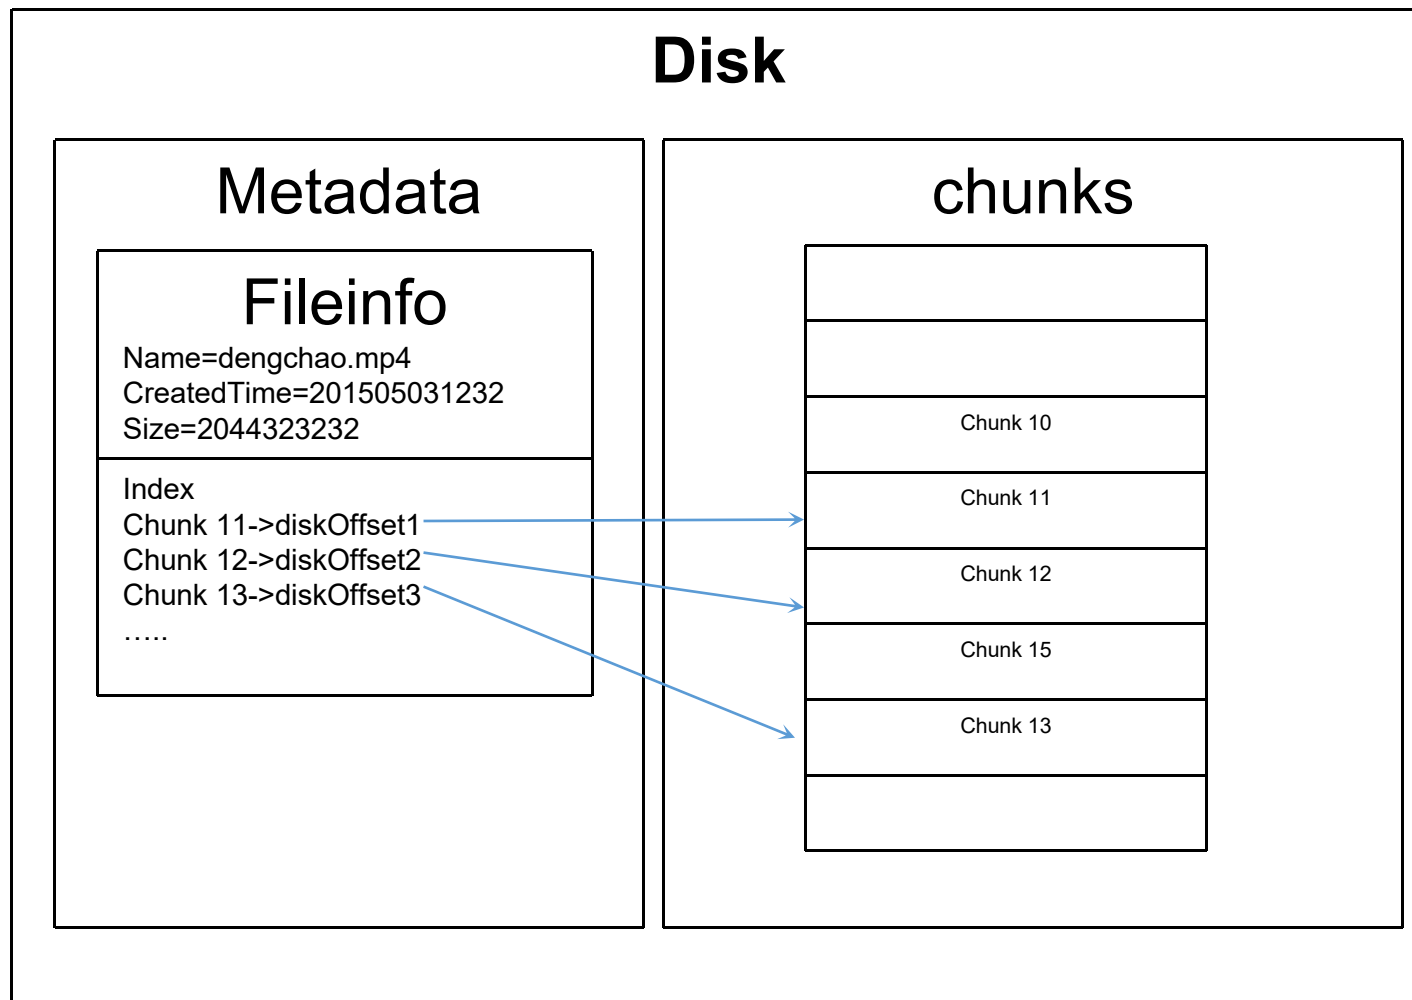 Disk
Metadata
Fileinfo
Name=dengchao.mp4
CreatedTime=201505031232
Size=2044323232
Index
Chunk 11->diskOffset1
Chunk 12->diskOffset2
Chunk 13->diskOffset3
…..
chunks
Chunk 10
Chunk 11
Chunk 12
Chunk 15
Chunk 13